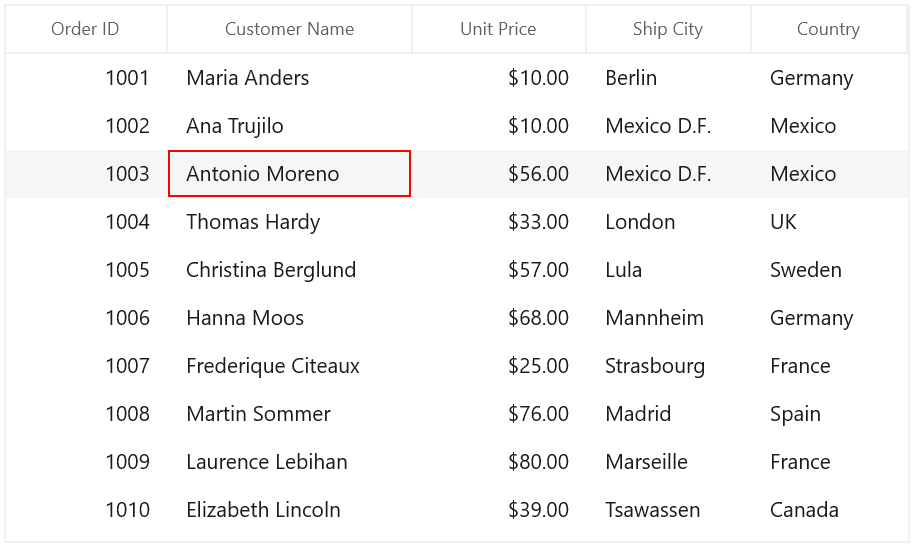 Order ID Customer Name Unit Price Ship City Country
1001 Maria Anders $10.00 Berlin Germany
1002 Ana Trujilo $10.00 Mexico D.F. Mexico
1003 Antonio Moreno $56.00 Mexico D.F. Mexico
1004 Thomas Hardy $33.00 London UK
1005 Christina Berglund $57.00 Lula Sweden
1006 Hanna Moos $68.00 Mannheim Germany
1007 Frederique Citeaux $25.00 Strasbourg France
1008 Martin Sommer $76.00 Madrid Spain
1009 Laurence Lebihan $80.00 Marseille France
1010 Elizabeth Lincoln $39.00 Tsawassen Canada